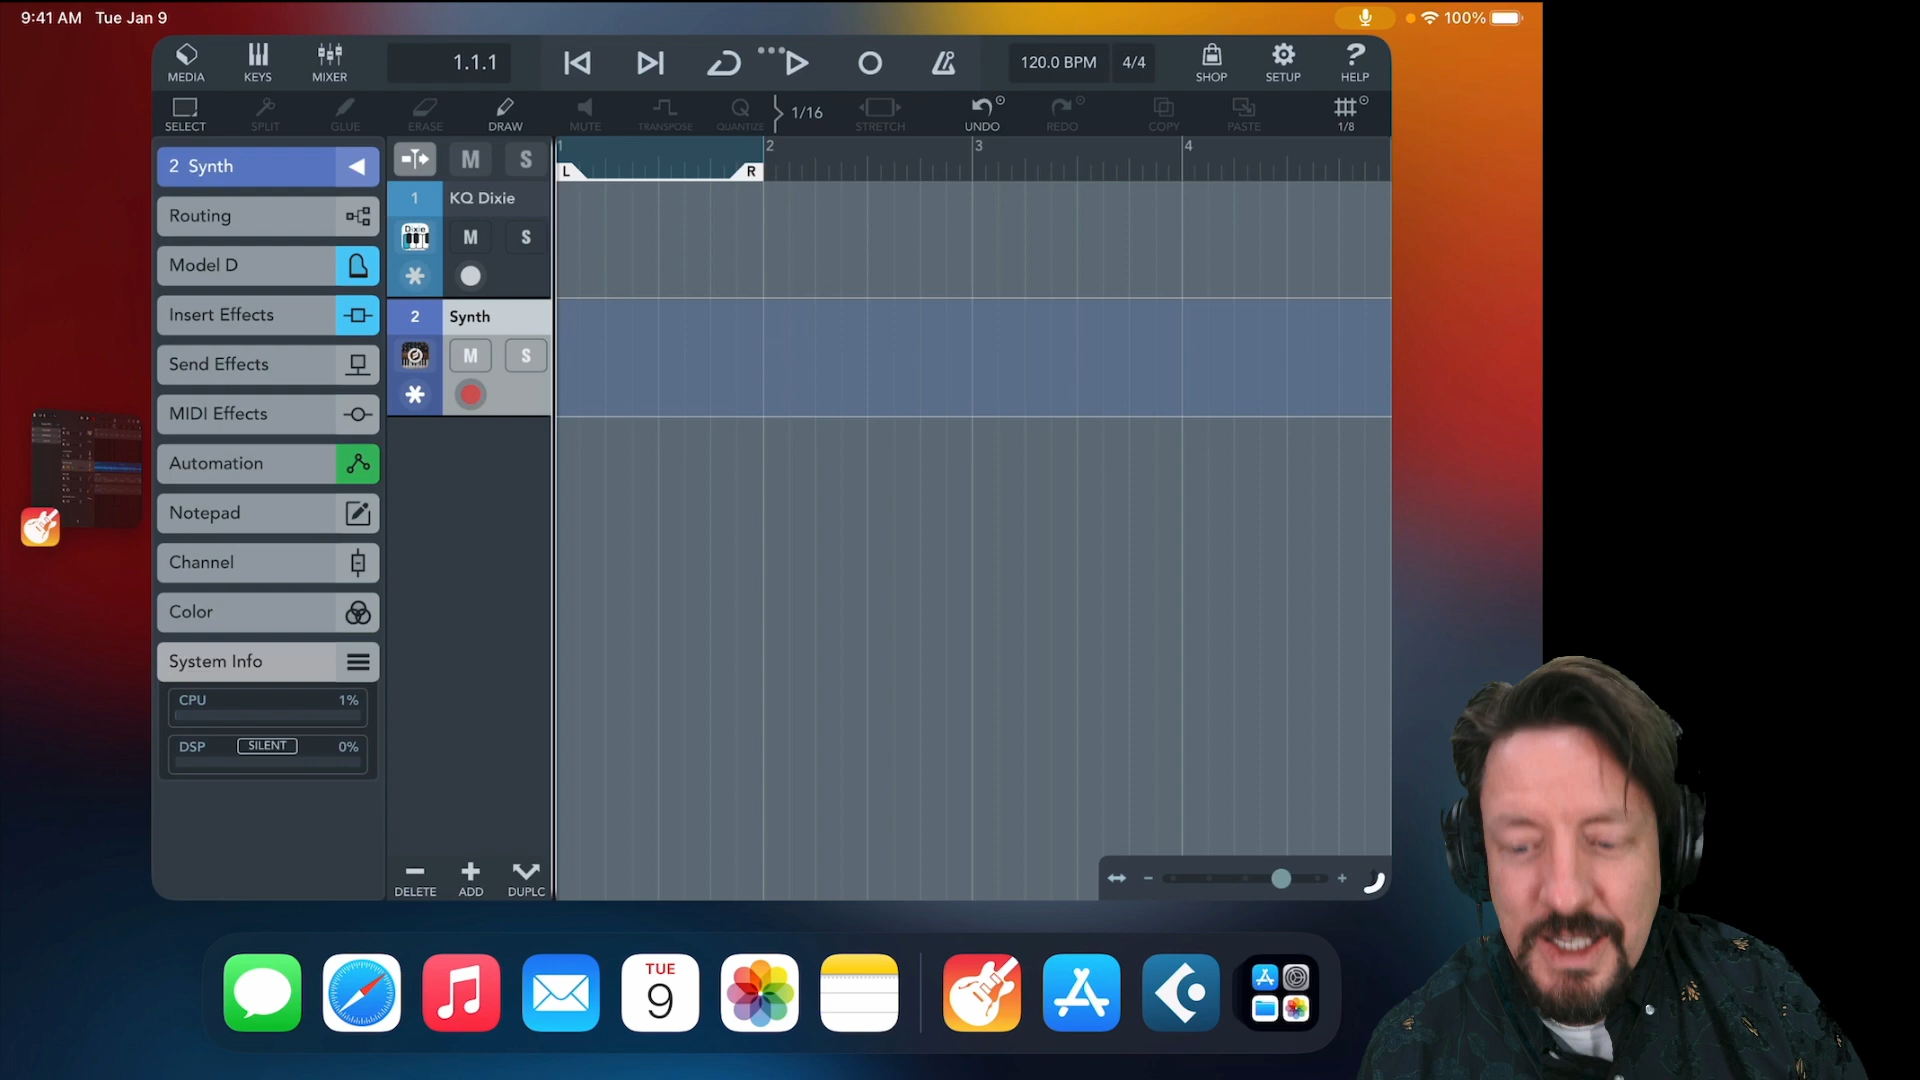 9:41 AM Tue Jan 9
100%
MEDIA KEYS MIXER 1.1.1 120.0 BPM 4/4 SHOP SETUP HELP
SELECT SPLIT GLUE ERASE DRAW MUTE TRANSPOSE QUANTIZE 1/16 STRETCH UNDO REDO COPY PASTE 1/8
2 Synth
M S
1 2 3 4
L R
Routing
1 KQ Dixie
Dixie
M S
Model D
Insert Effects
2 Synth
Send Effects
M S
MIDI Effects
Automation
Notepad
Channel
Color
System Info
CPU 1%
DSP SILENT 0%
DELETE ADD DUPLC
TUE
9